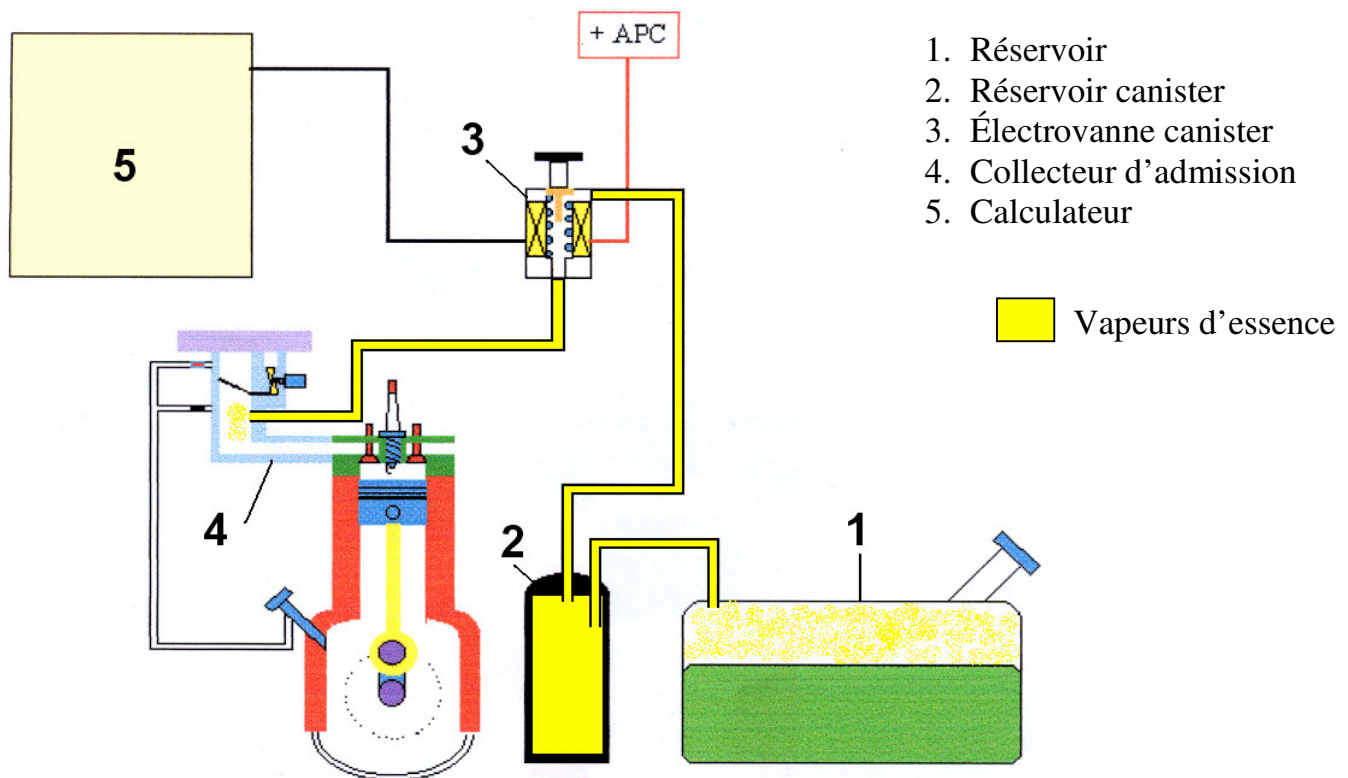 + APC
1. Réservoir
2. Réservoir canister
3. Électrovanne canister
4. Collecteur d’admission
5. Calculateur
Vapeurs d’essence
3
5
4
2
1